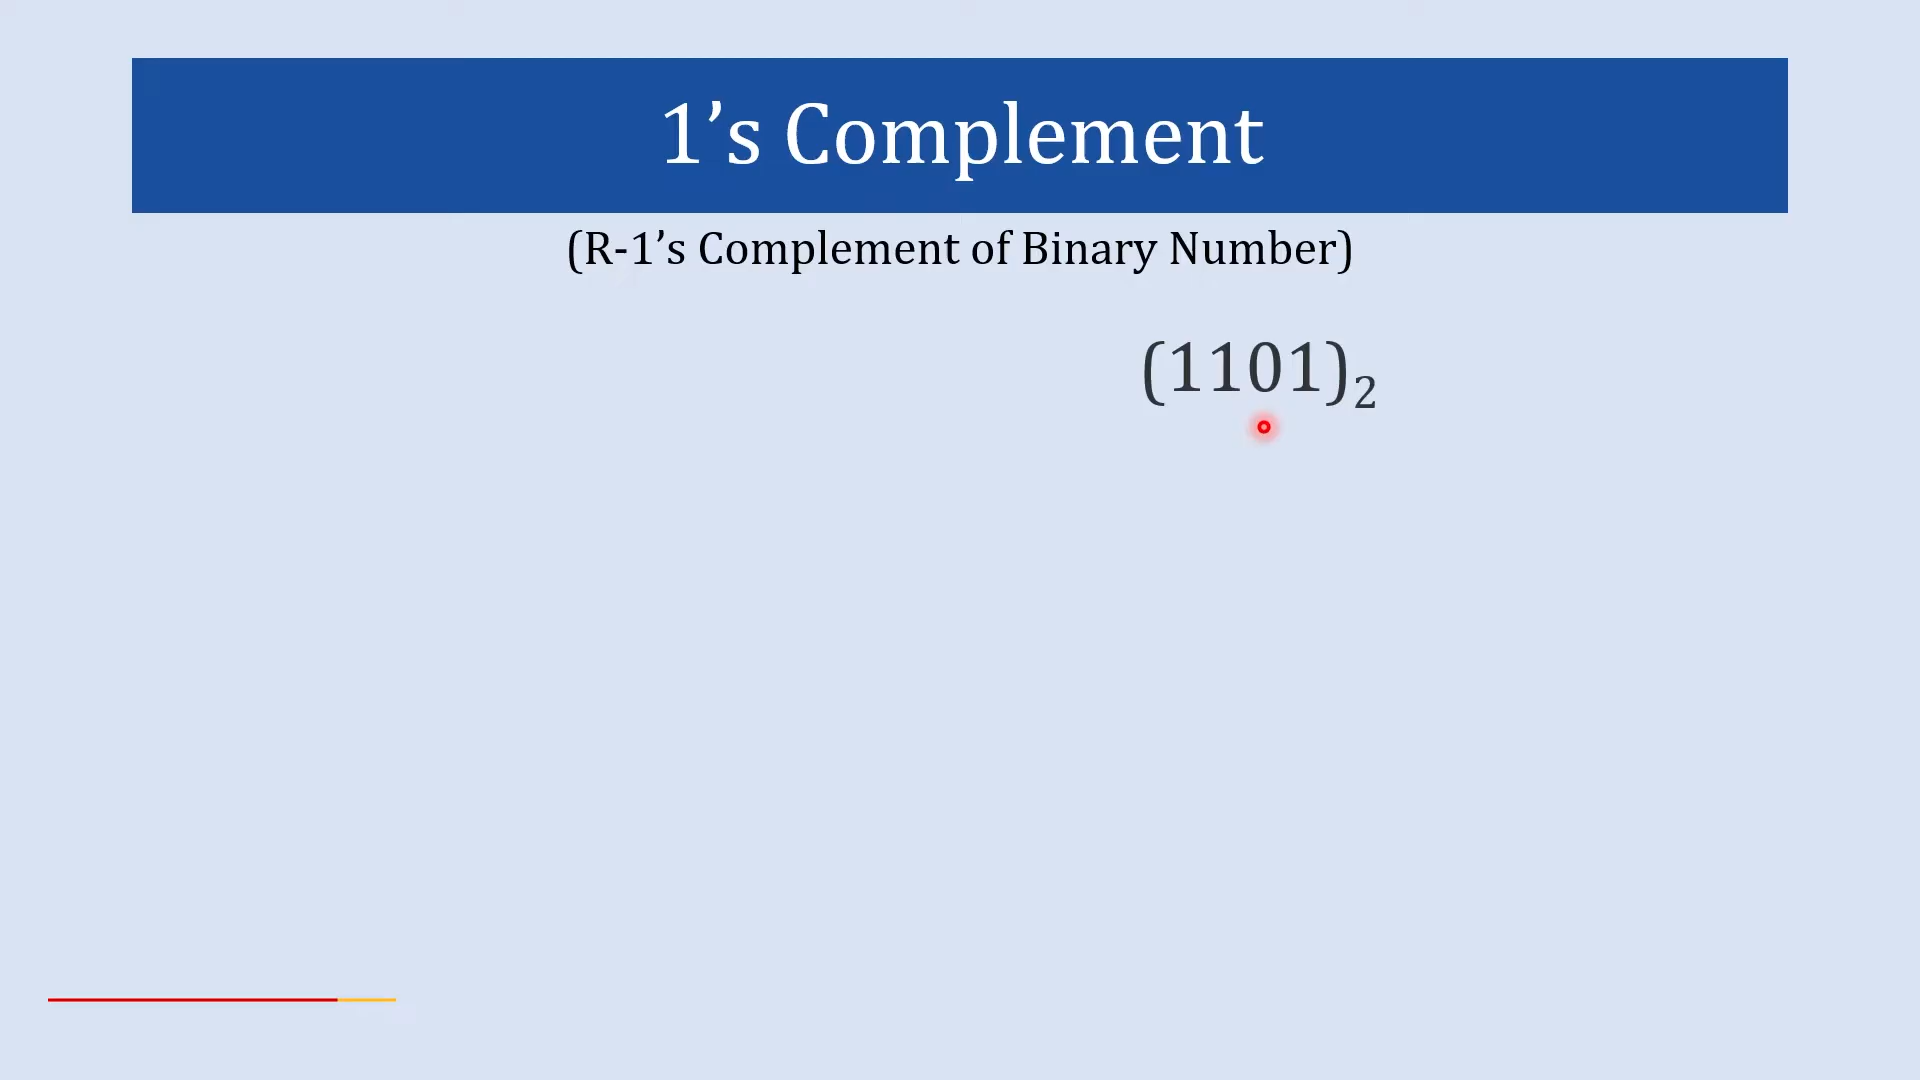 1’s Complement
(R-1’s Complement of Binary Number)
(1101)₂